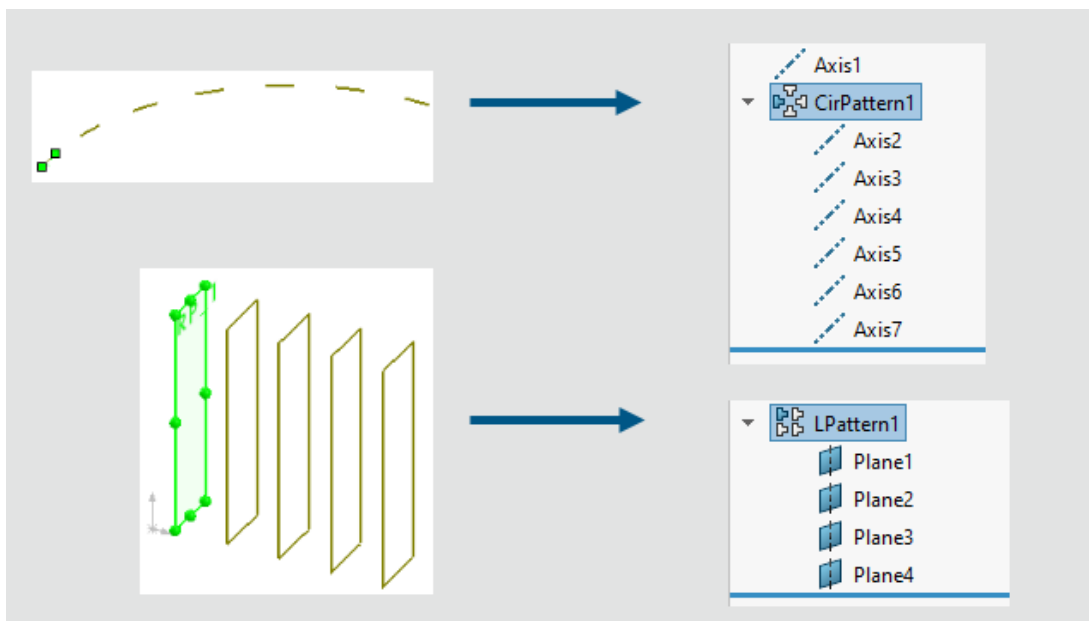 Axis1
CirPattern1
Axis2
Axis3
Axis4
Axis5
Axis6
Axis7
LPattern1
Plane1
Plane2
Plane3
Plane4